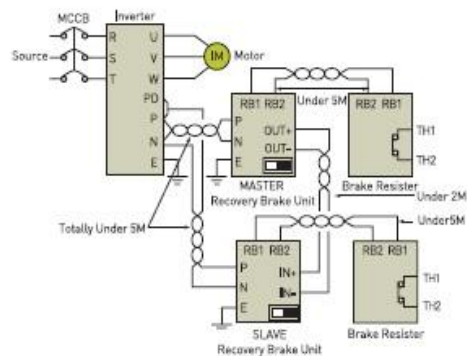 MCCB
Inverter
Source
R
S
T
PD
P
N
E
U
V
W
IM
Motor
RB1 RB2
P
N
E
OUT+
OUT-
MASTER
Recovery Brake Unit
Under 5M
RB2 RB1
TH1
TH2
Brake Resister
Under 2M
Totally Under 5M
Under5M
RB1 RB2
P
N
E
IN+
IN-
SLAVE
Recovery Brake Unit
RB2 RB1
TH1
TH2
Brake Resister